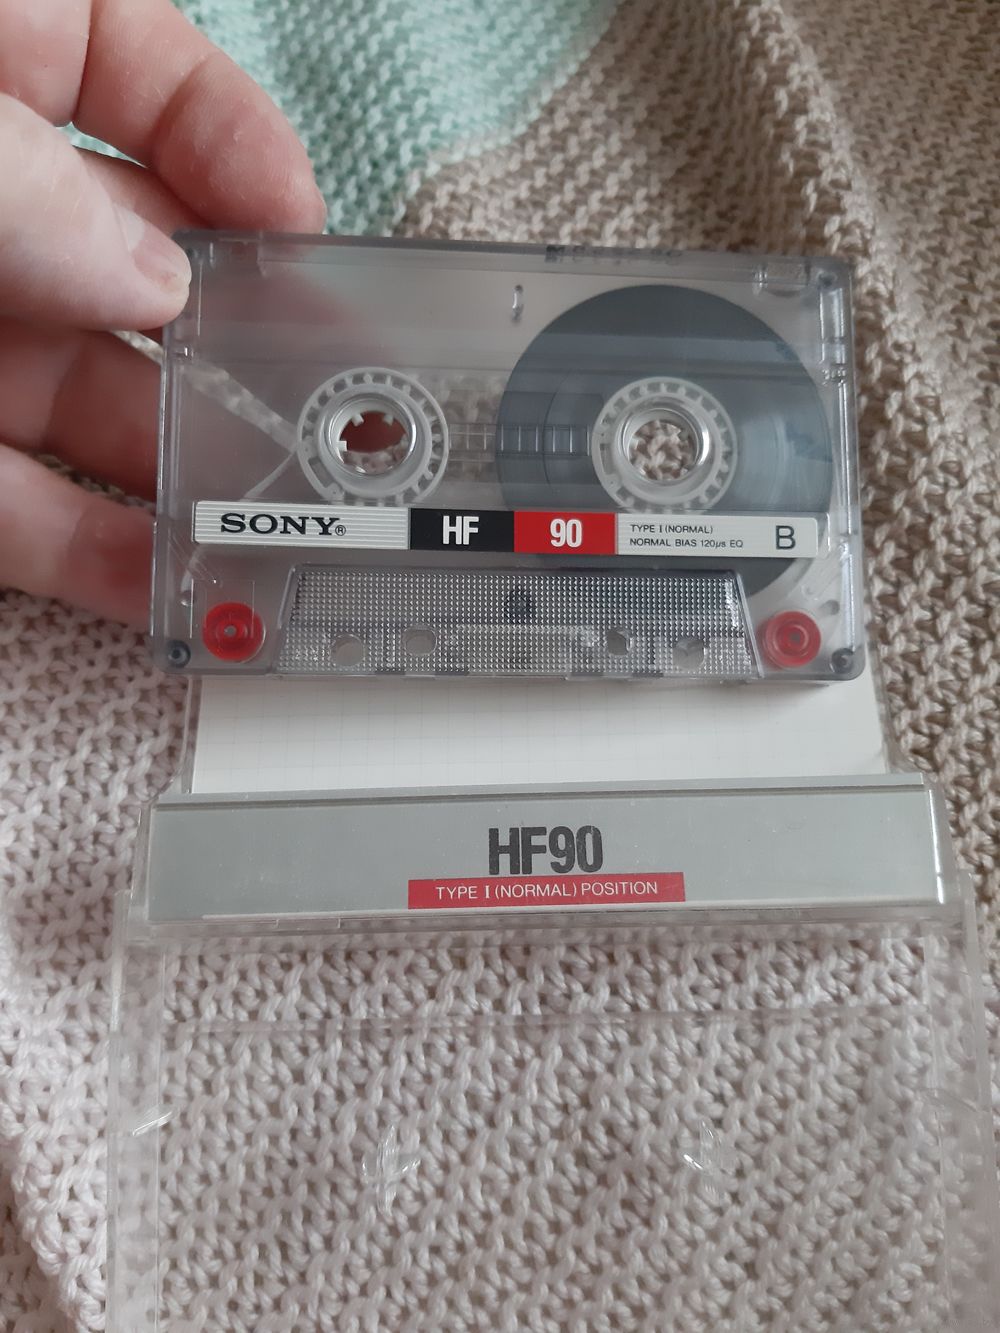 SONY®
HF
90
TYPE I (NORMAL)
NORMAL BIAS 120µs EQ
B
HF90
TYPE I (NORMAL) POSITION